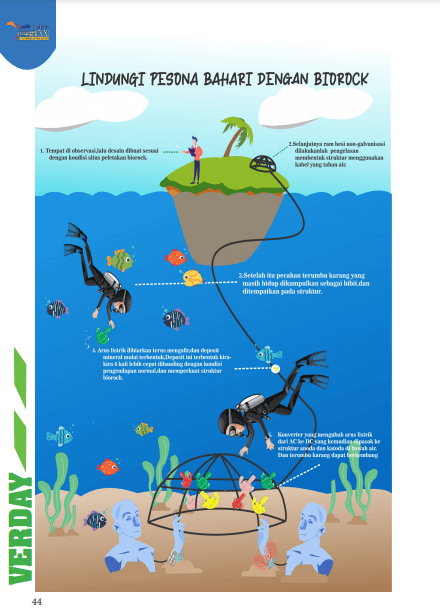 LINDUNGI PESONA BAHARI DENGAN BIOROCK
1. Tempat di observasi,lalu desain dibuat sesuai
dengan kondisi situs peletakan biorock.
2.Selanjutnya ram besi non-galvanisasi
dilakukanlah pengelasan
membentuk struktur menggunakan
kabel yang tahan air.
3.Setelah itu pecahan terumbu karang yang
masih hidup dikumpulkan sebagai bibit,dan
ditempatkan pada struktur.
4. Arus listrik dibiarkan terus mengalir,dan deposit
mineral mulai terbentuk.Deposit ini terbentuk kira-
kira 6 kali lebih cepat dibanding dengan kondisi
pengendapan normal,dan memperkuat struktur
biorock.
Konverter yang mengubah arus listrik
dari AC ke DC yang kemudian dipasok ke
struktur anoda dan katoda di bawah air.
Dan terumbu karang dapat berkembang
VERDAY
44